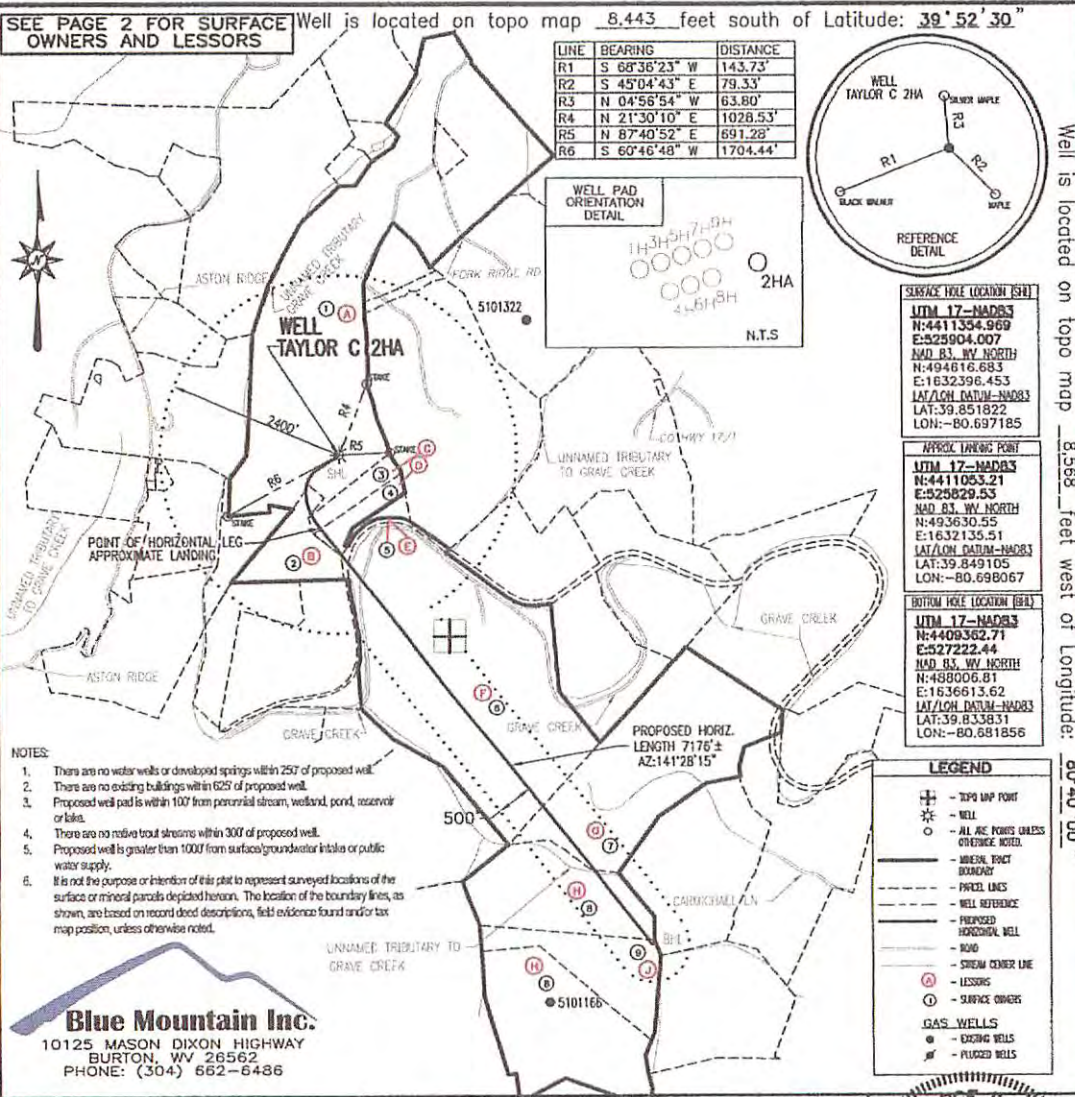 SEE PAGE 2 FOR SURFACE
OWNERS AND LESSORS
Well is located on topo map 8,443 feet south of Latitude: 39°52'30"
Well is located on topo map 8,568 feet west of Longitude: 80°40'00"
LINE BEARING DISTANCE
R1 S 68°36'23" W 143.73'
R2 S 45°04'43" E 79.33'
R3 N 04°56'54" W 63.80'
R4 N 21°30'10" E 1028.53'
R5 N 87°40'52" E 691.28'
R6 S 60°46'48" W 1704.44'
WELL
TAYLOR C 2HA
SILVER MAPLE
R3
R1
R2
BLACK WALNUT
MAPLE
REFERENCE
DETAIL
WELL PAD
ORIENTATION
DETAIL
1H 3H 5H 7H 9H
4H 6H 8H
2HA
N.T.S
SURFACE HOLE LOCATION (SHL)
UTM 17-NAD83
N:4411354.969
E:525904.007
NAD 83, WV NORTH
N:494616.683
E:1632396.453
LAT/LON DATUM-NAD83
LAT:39.851822
LON:-80.697185
APPROX. LANDING POINT
UTM 17-NAD83
N:4411053.21
E:525829.53
NAD 83, WV NORTH
N:493630.55
E:1632135.51
LAT/LON DATUM-NAD83
LAT:39.849105
LON:-80.698067
BOTTOM HOLE LOCATION (BHL)
UTM 17-NAD83
N:4409362.71
E:527222.44
NAD 83, WV NORTH
N:488006.81
E:1636613.62
LAT/LON DATUM-NAD83
LAT:39.833831
LON:-80.681856
N
ASTON RIDGE
UNNAMED TRIBUTARY
GRAVE CREEK
FORK RIDGE RD
1 A
5101322
WELL
TAYLOR C 2HA
STAKE
2400'
R4
R5
STAKE
C
D
SHL
3
4
R6
STAKE
CO HWY 17/1
UNNAMED TRIBUTARY
TO GRAVE CREEK
POINT OF HORIZONTAL LEG
APPROXIMATE LANDING
2 B
5 E
UNNAMED TRIBUTARY
TO GRAVE CREEK
ASTON RIDGE
GRAVE CREEK
GRAVE CREEK
F
6
GRAVE CREEK
PROPOSED HORIZ.
LENGTH 7176'±
AZ:141°28'15"
500'
G
7
H
8
CARMICHAEL LN
BHL
9
J
UNNAMED TRIBUTARY TO
GRAVE CREEK
H
8
5101166
NOTES:
1. There are no water wells or developed springs within 250' of proposed well.
2. There are no existing buildings within 625' of proposed well.
3. Proposed well pad is within 100' from perennial stream, wetland, pond, reservoir
or lake.
4. There are no native trout streams within 300' of proposed well.
5. Proposed well is greater than 1000' from surface/groundwater intake or public
water supply.
6. It is not the purpose or intention of this plat to represent surveyed locations of the
surface or mineral parcels depicted hereon. The location of the boundary lines, as
shown, are based on record deed descriptions, field evidence found and/or tax
map position, unless otherwise noted.
LEGEND
- TOPO MAP POINT
- WELL
- ALL ARE POINTS UNLESS
OTHERWISE NOTED.
- MINERAL TRACT
BOUNDARY
- PARCEL LINES
- WELL REFERENCE
- PROPOSED
HORIZONTAL WELL
- ROAD
- STREAM CENTER LINE
A - LESSORS
1 - SURFACE OWNERS
GAS WELLS
- EXISTING WELLS
- PLUGGED WELLS
Blue Mountain Inc.
10125 MASON DIXON HIGHWAY
BURTON, WV 26562
PHONE: (304) 662-6486